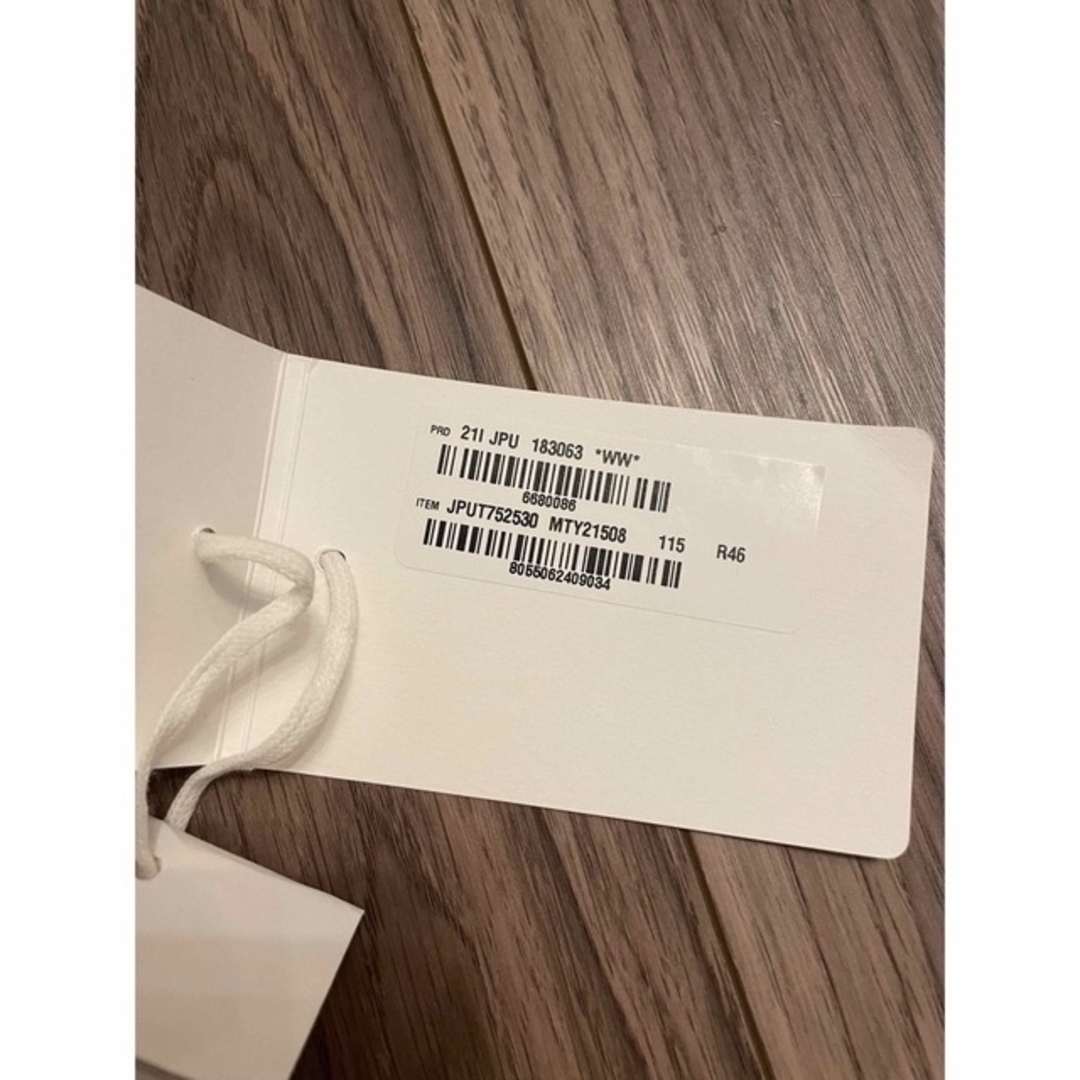 PRD 21I JPU 183063 *WW*
6680086
ITEM JPUT752530 MTY21508 115 R46
8055062409034